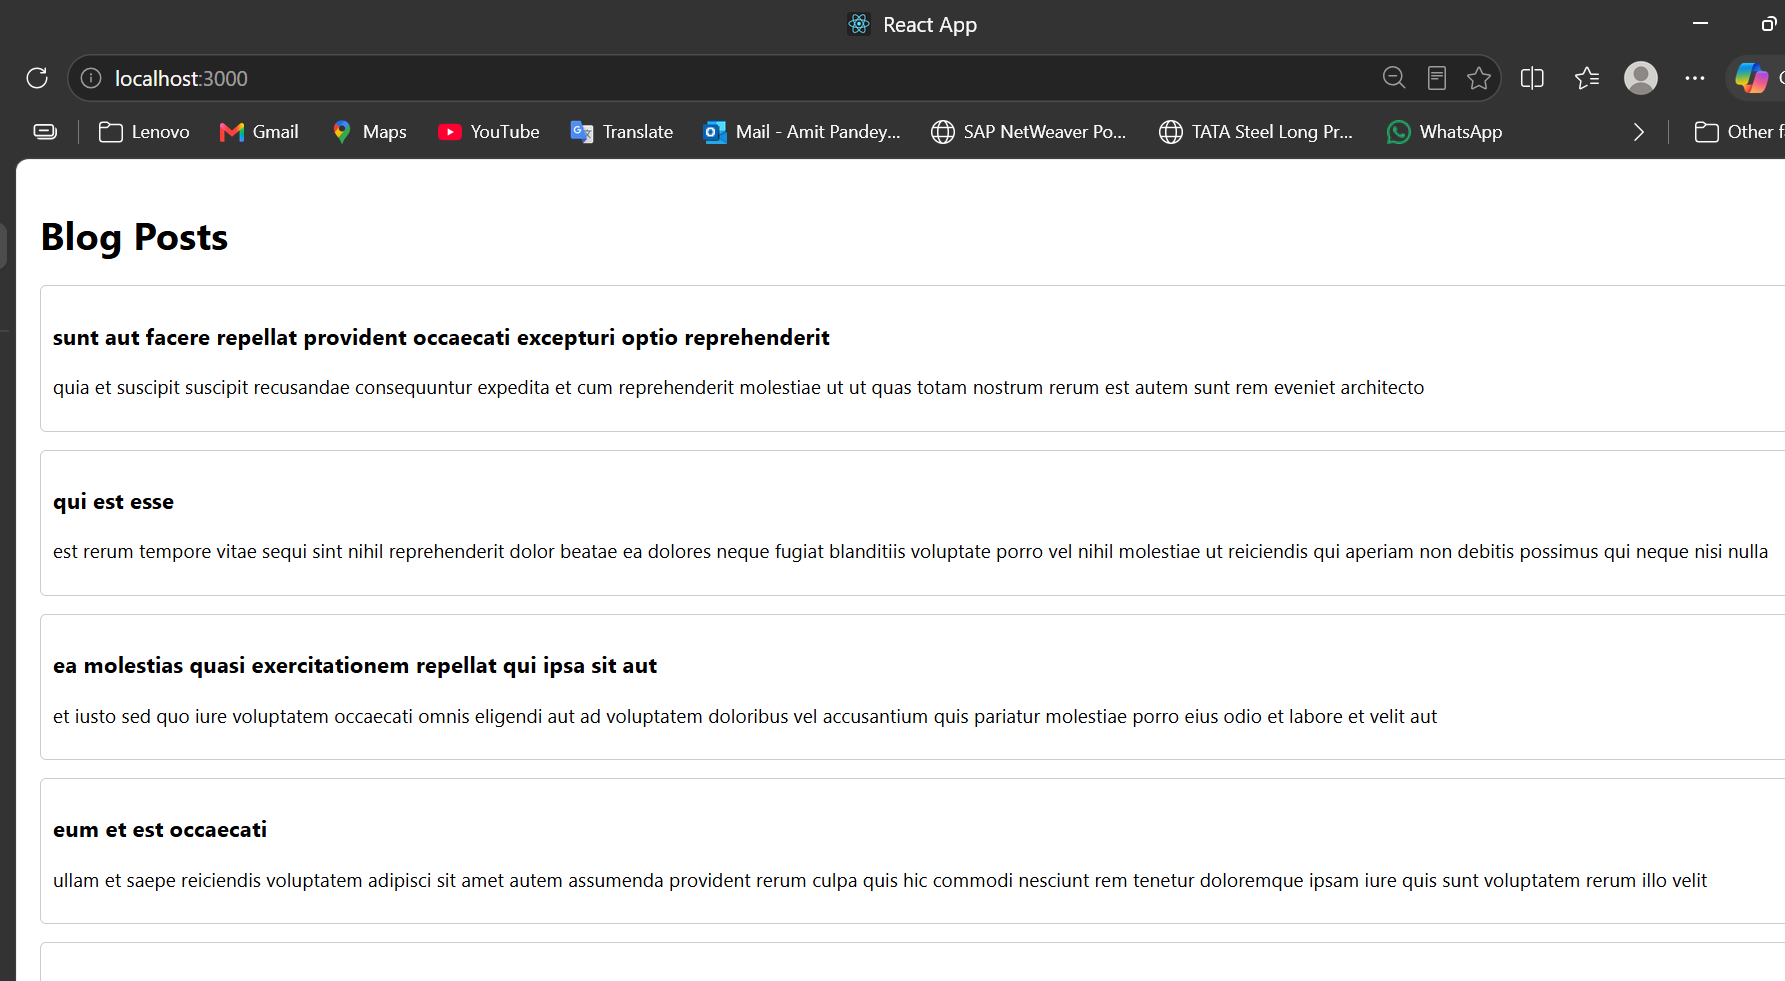 React App
localhost:3000
Lenovo Gmail Maps YouTube Translate Mail - Amit Pandey... SAP NetWeaver Po... TATA Steel Long Pr... WhatsApp Other f
Blog Posts
sunt aut facere repellat provident occaecati excepturi optio reprehenderit
quia et suscipit suscipit recusandae consequuntur expedita et cum reprehenderit molestiae ut ut quas totam nostrum rerum est autem sunt rem eveniet architecto
qui est esse
est rerum tempore vitae sequi sint nihil reprehenderit dolor beatae ea dolores neque fugiat blanditiis voluptate porro vel nihil molestiae ut reiciendis qui aperiam non debitis possimus qui neque nisi nulla
ea molestias quasi exercitationem repellat qui ipsa sit aut
et iusto sed quo iure voluptatem occaecati omnis eligendi aut ad voluptatem doloribus vel accusantium quis pariatur molestiae porro eius odio et labore et velit aut
eum et est occaecati
ullam et saepe reiciendis voluptatem adipisci sit amet autem assumenda provident rerum culpa quis hic commodi nesciunt rem tenetur doloremque ipsam iure quis sunt voluptatem rerum illo velit